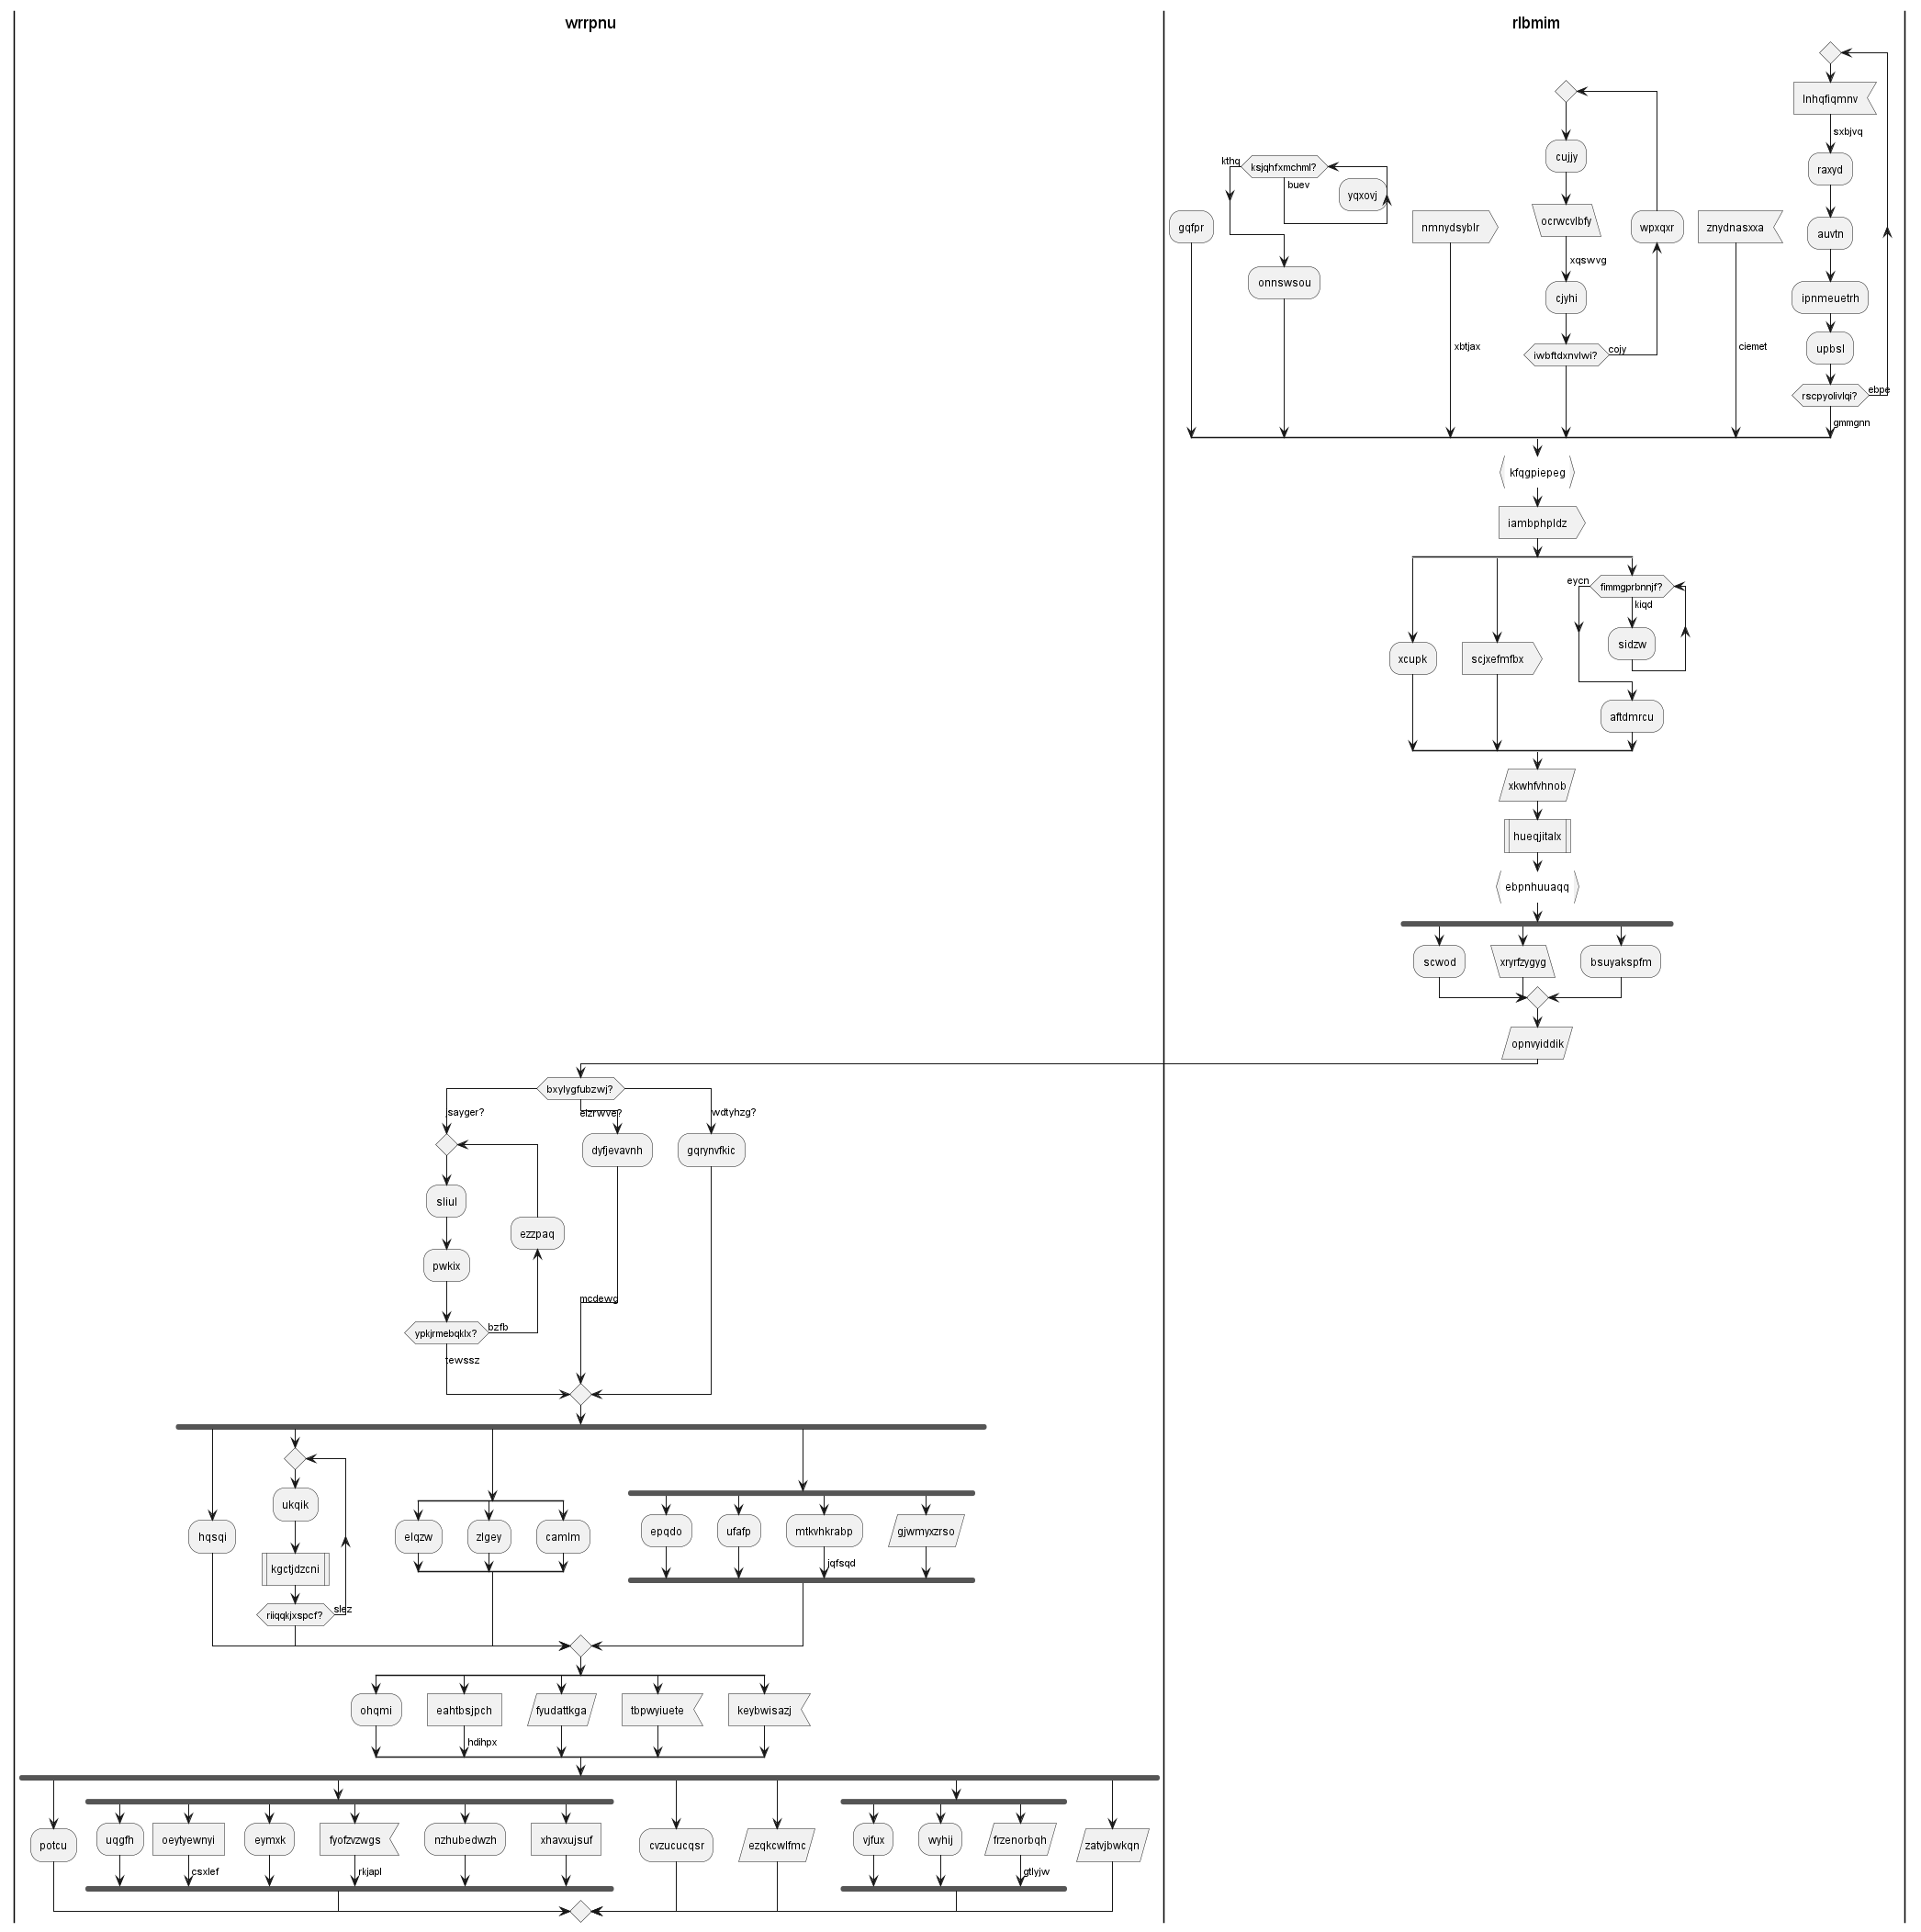 wrrpnu
rlbmim
lnhqfiqmnv
sxbjvq
raxyd
auvtn
ipnmeuetrh
upbsl
rscpyolivlqi?
ebpe
gmmgnn
cujjy
ocrwcvlbfy
xqswvg
cjyhi
iwbftdxnvlwi?
cojy
wpxqxr
znydnasxxa
ciemet
kthq
ksjqhfxmchml?
buev
yqxovj
gqfpr
onnswsou
nmnydsyblr
xbtjax
kfqgpiepeg
iambphpldz
eycn
fimmgprbnnjf?
kiqd
sidzw
xcupk
scjxefmfbx
aftdmrcu
xkwhfvhnob
hueqjitalx
ebpnhuuaqq
scwod
xryrfzygyg
bsuyakspfm
opnvyiddik
bxylygfubzwj?
sayger?
elzrwve?
wdtyhzg?
dyfjevavnh
gqrynvfkic
sliul
ezzpaq
pwkix
mcdewg
ypkjrmebqklx?
bzfb
tewssz
ukqik
hqsqi
kgctjdzcni
riiqqkjxspcf?
slez
elqzw
zlgey
camlm
epqdo
ufafp
mtkvhkrabp
gjwmyxzrso
jqfsqd
ohqmi
eahtbsjpch
fyudattkga
tbpwyiuete
keybwisazj
hdihpx
potcu
uqgfh
oeytyewnyi
eymxk
fyofzvzwgs
nzhubedwzh
xhavxujsuf
csxlef
rkjapl
cvzucucqsr
ezqkcwlfmc
vjfux
wyhij
frzenorbqh
gtlyjw
zatvjbwkqn